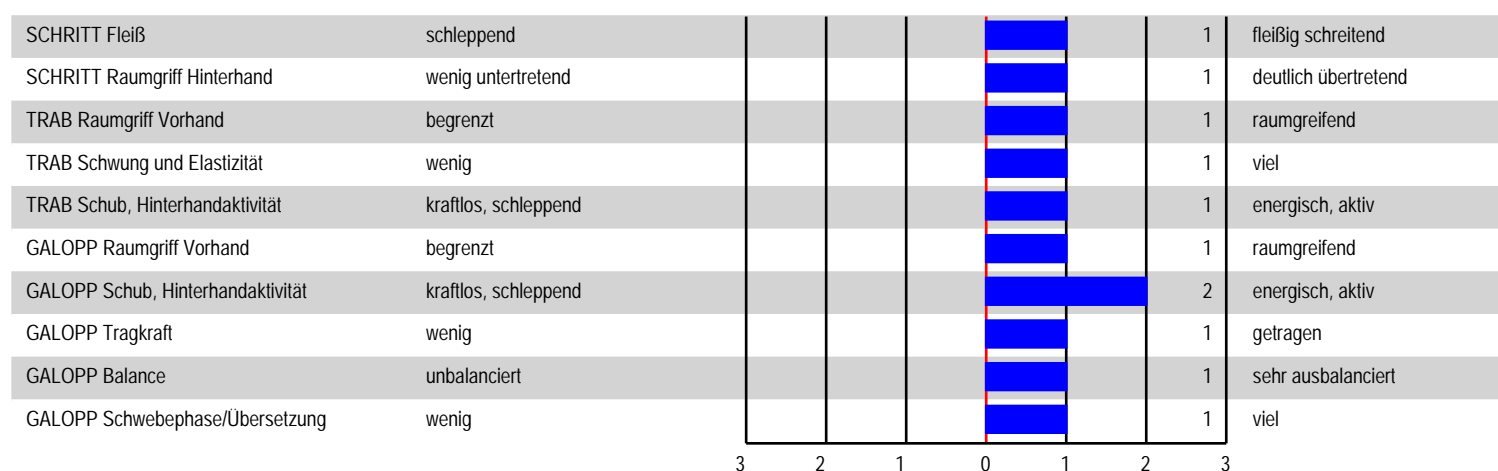 SCHRITT Fleiß schleppend 1 fleißig schreitend
SCHRITT Raumgriff Hinterhand wenig untertretend 1 deutlich übertretend
TRAB Raumgriff Vorhand begrenzt 1 raumgreifend
TRAB Schwung und Elastizität wenig 1 viel
TRAB Schub, Hinterhandaktivität kraftlos, schleppend 1 energisch, aktiv
GALOPP Raumgriff Vorhand begrenzt 1 raumgreifend
GALOPP Schub, Hinterhandaktivität kraftlos, schleppend 2 energisch, aktiv
GALOPP Tragkraft wenig 1 getragen
GALOPP Balance unbalanciert 1 sehr ausbalanciert
GALOPP Schwebephase/Übersetzung wenig 1 viel
3 2 1 0 1 2 3